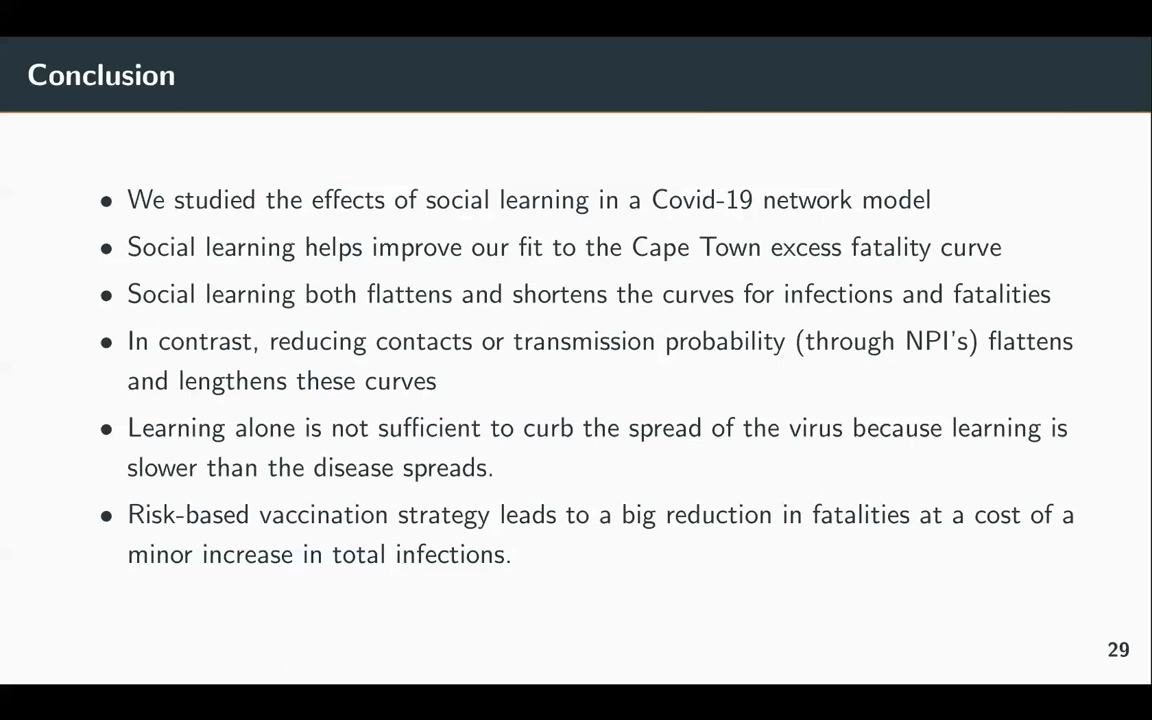 Conclusion
• We studied the effects of social learning in a Covid-19 network model
• Social learning helps improve our fit to the Cape Town excess fatality curve
• Social learning both flattens and shortens the curves for infections and fatalities
• In contrast, reducing contacts or transmission probability (through NPI's) flattens
and lengthens these curves
• Learning alone is not sufficient to curb the spread of the virus because learning is
slower than the disease spreads.
• Risk-based vaccination strategy leads to a big reduction in fatalities at a cost of a
minor increase in total infections.
29